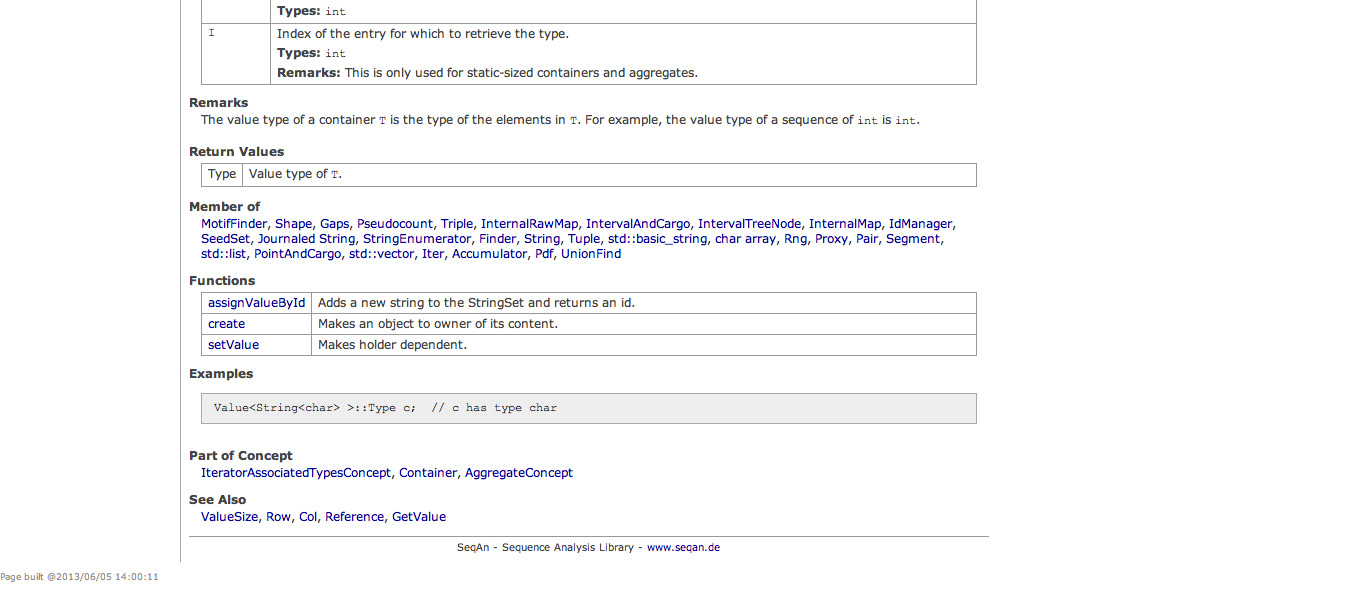 Types: int
I Index of the entry for which to retrieve the type.
Types: int
Remarks: This is only used for static-sized containers and aggregates.
Remarks
The value type of a container T is the type of the elements in T. For example, the value type of a sequence of int is int.
Return Values
Type Value type of T.
Member of
MotifFinder, Shape, Gaps, Pseudocount, Triple, InternalRawMap, IntervalAndCargo, IntervalTreeNode, InternalMap, IdManager,
SeedSet, Journaled String, StringEnumerator, Finder, String, Tuple, std::basic_string, char array, Rng, Proxy, Pair, Segment,
std::list, PointAndCargo, std::vector, Iter, Accumulator, Pdf, UnionFind
Functions
assignValueById Adds a new string to the StringSet and returns an id.
create Makes an object to owner of its content.
setValue Makes holder dependent.
Examples
Value<String<char> >::Type c;  // c has type char
Part of Concept
IteratorAssociatedTypesConcept, Container, AggregateConcept
See Also
ValueSize, Row, Col, Reference, GetValue
SeqAn - Sequence Analysis Library - www.seqan.de
Page built @2013/06/05 14:00:11